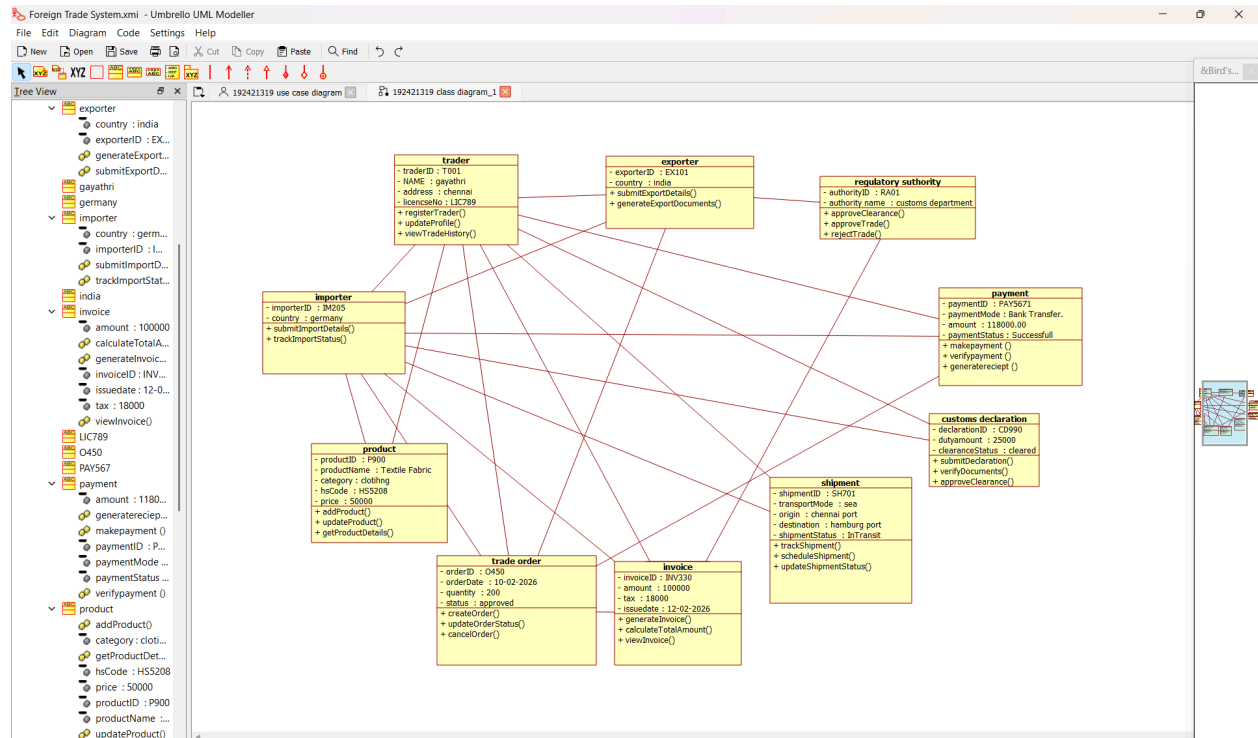 Foreign Trade System.xmi - Umbrello UML Modeller
File Edit Diagram Code Settings Help
New Open Save Cut Copy Paste Find
XYZ
&Bird's...
Tree View
192421319 use case diagram
192421319 class diagram_1
exporter
country : india
exporterID : EX...
generateExport...
submitExportD...
gayathri
germany
importer
country : germ...
importerID : I...
submitImportD...
trackImportStat...
india
invoice
amount : 100000
calculateTotalA...
generateInvoic...
invoiceID : INV...
issuedate : 12-0...
tax : 18000
viewInvoice()
LIC789
O450
PAY567
payment
amount : 1180...
generatereciep...
makepayment ()
paymentID : P...
paymentMode ...
paymentStatus ...
verifypayment ()
product
addProduct()
category : cloti...
getProductDet...
hsCode : HS5208
price : 50000
productID : P900
productName :...
updateProduct()
trader
- traderID : T001
- NAME : gayathri
- address : chennai
- licencseNo : LIC789
+ registerTrader()
+ updateProfile()
+ viewTradeHistory()
exporter
- exporterID : EX101
- country : india
+ submitExportDetails()
+ generateExportDocuments()
regulatory suthority
- authorityID : RA01
- authority name : customs department
+ approveClearance()
+ approveTrade()
+ rejectTrade()
importer
- importerID : IM205
- country : germany
+ submitImportDetails()
+ trackImportStatus()
payment
- paymentID : PAY5671
- paymentMode : Bank Transfer.
- amount : 118000.00
- paymentStatus : Successfull
+ makepayment ()
+ verifypayment ()
+ generatereciept ()
customs declaration
- declarationID : CD990
- dutyamount : 25000
- clearanceStatus : cleared
+ submitDeclaration()
+ verifyDocuments()
+ approveClearance()
product
- productID : P900
- productName : Textile Fabric
- category : clotihng
- hsCode : HS5208
- price : 50000
+ addProduct()
+ updateProduct()
+ getProductDetails()
shipment
- shipmentID : SH701
- transportMode : sea
- origin : chennai port
- destination : hamburg port
- shipmentStatus : InTransit
+ trackShipment()
+ scheduleShipment()
+ updateShipmentStatus()
trade order
- orderID : O450
- orderDate : 10-02-2026
- quantity : 200
- status : approved
+ createOrder()
+ updateOrderStatus()
+ cancelOrder()
invoice
- invoiceID : INV330
- amount : 100000
- tax : 18000
- issuedate : 12-02-2026
+ generateInvoice()
+ calculateTotalAmount()
+ viewInvoice()